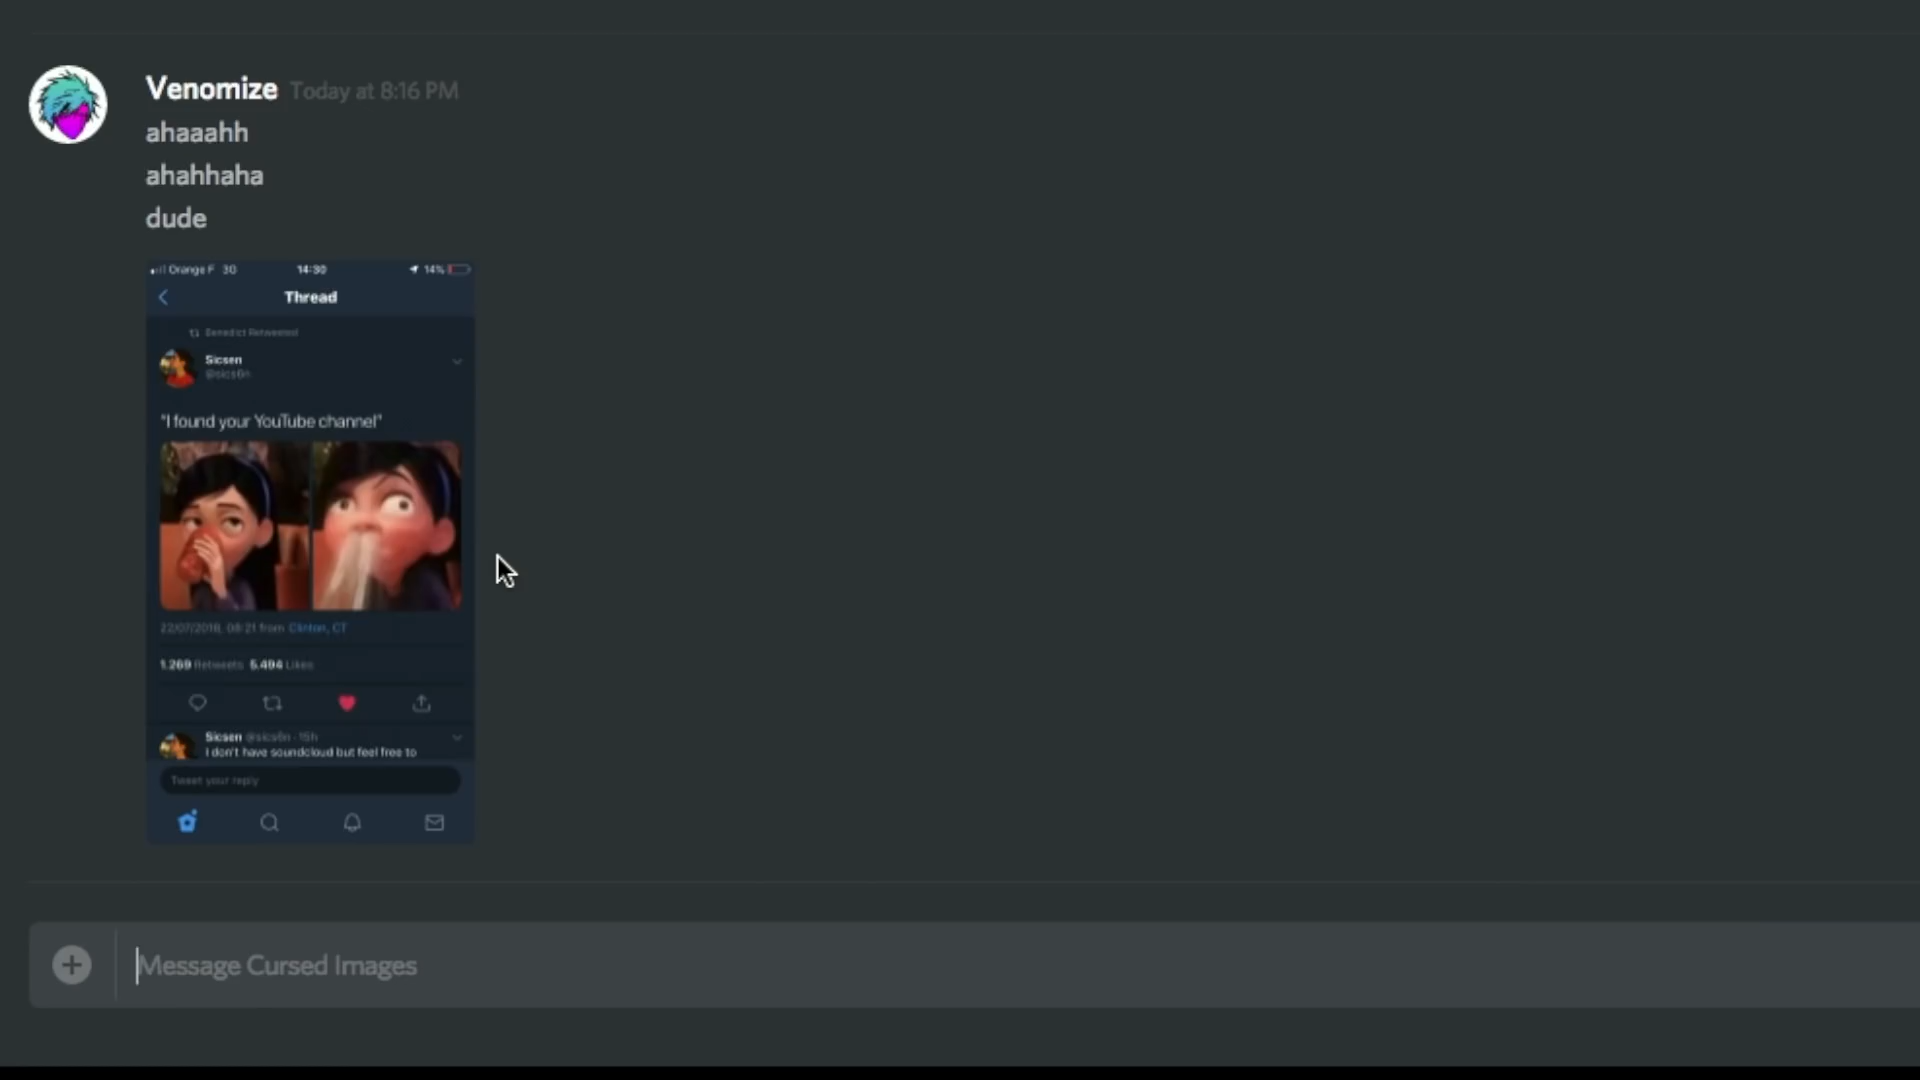 Venomize Today at 8:16 PM
ahaaahh
ahahhaha
dude
Orange F 3G 14:30 14%
Thread
Benedict Retweeted
Sicsen
@sics6n
"I found your YouTube channel"
22/07/2018, 08:21 from Clinton, CT
1.269 Retweets 5.494 Likes
Sicsen @sics6n · 15h
I don't have soundcloud but feel free to
Tweet your reply
Message Cursed Images